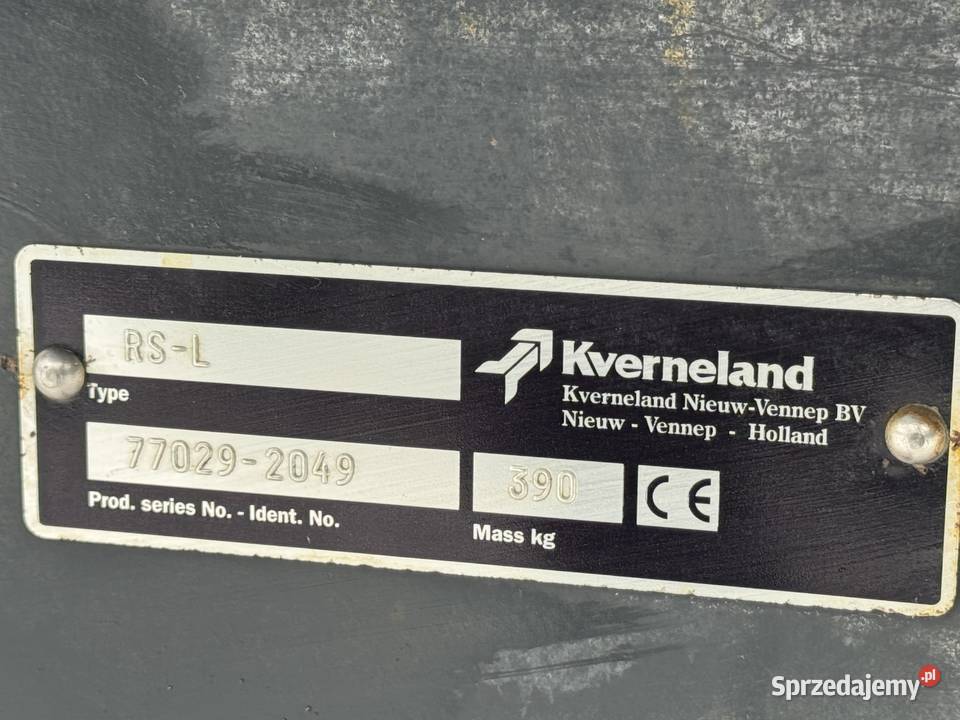 RS-L
Type
77029-2049
Prod. series No. - Ident. No.
Kverneland
Kverneland Nieuw-Vennep BV
Nieuw - Vennep - Holland
390
Mass kg
CE
Sprzedajemy.pl